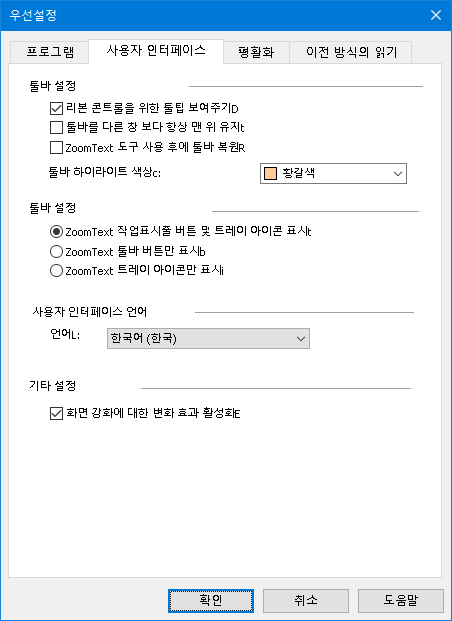 우선설정
프로그램
사용자 인터페이스
평활화
이전 방식의 읽기
툴바 설정
리본 콘트롤을 위한 툴팁 보여주기D
툴바를 다른 창 보다 항상 맨 위 유지t
ZoomText 도구 사용 후에 툴바 복원R
툴바 하이라이트 색상c:
황갈색
툴바 설정
ZoomText 작업표시줄 버튼 및 트레이 아이콘 표시t
ZoomText 툴바 버튼만 표시b
ZoomText 트레이 아이콘만 표시i
사용자 인터페이스 언어
언어L:
한국어 (한국)
기타 설정
화면 강화에 대한 변화 효과 활성화E
확인
취소
도움말